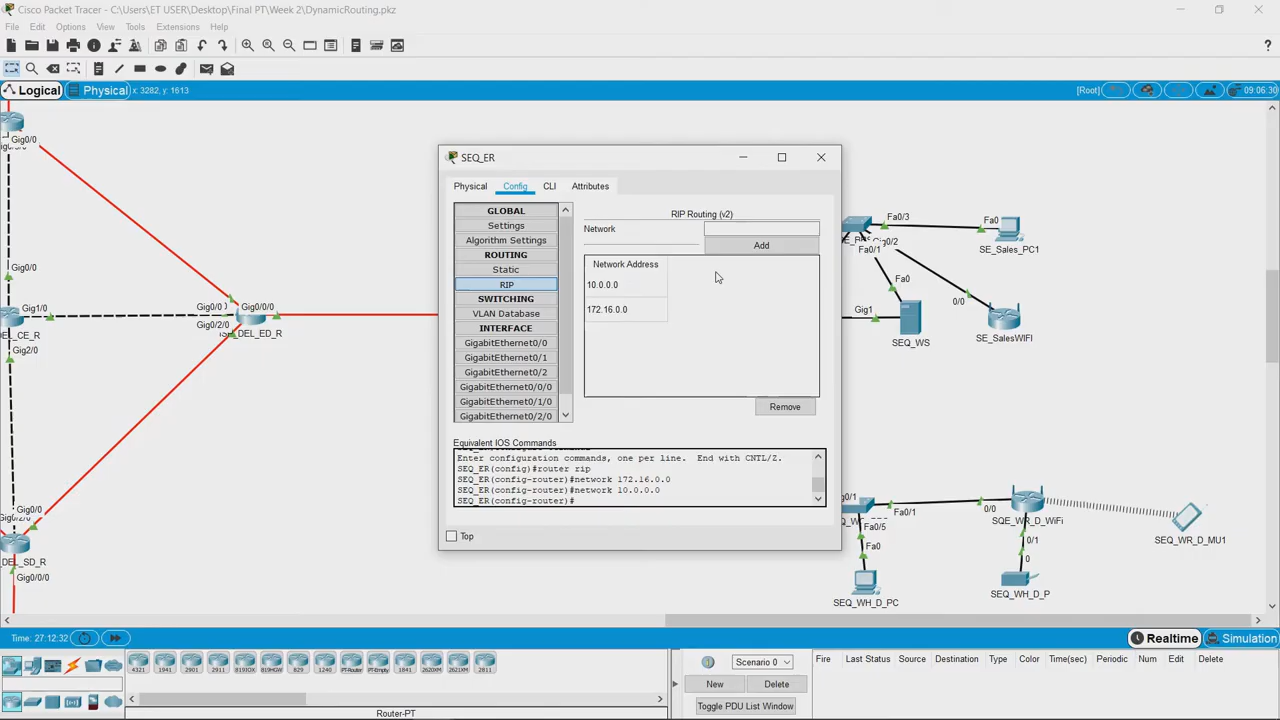 Cisco Packet Tracer - C:\Users\ET USER\Desktop\Final PT\Week 2\DynamicRouting.pkz
File Edit Options View Tools Extensions Help
Logical Physical x: 3282, y: 1613 [Root] 09:06:30
Gig0/0
Gig0/0
Gig1/0
Gig2/0
Gig0/0/0
Gig0/2/0
Gig0/0
Gig0/0/0
SEQ_ER
Physical Config CLI Attributes
GLOBAL
Settings
Algorithm Settings
ROUTING
Static
RIP
SWITCHING
VLAN Database
INTERFACE
GigabitEthernet0/0
GigabitEthernet0/1
GigabitEthernet0/2
GigabitEthernet0/0/0
GigabitEthernet0/1/0
GigabitEthernet0/2/0
RIP Routing (v2)
Network
Add
Network Address
10.0.0.0
172.16.0.0
Remove
Equivalent IOS Commands
Enter configuration commands, one per line. End with CNTL/Z.
SEQ_ER(config)#router rip
SEQ_ER(config-router)#network 172.16.0.0
SEQ_ER(config-router)#network 10.0.0.0
SEQ_ER(config-router)#
Top
Fa0/3
Fa0
SE_Sales_PC1
Fa0/1
Fa0
0/0
Gig1
SEQ_WS
SE_SalesWIFI
Fa0/1
0/0
SQE_WR_D_WiFi
SEQ_WR_D_MU1
Fa0/5
Fa0
0/1
0
SEQ_WH_D_PC
SEQ_WH_D_P
Time: 27:12:32
Realtime Simulation
4321 1941 2901 2911 819IOX 819HGW 829 1240 PT-Router PT-Empty 1841 2620XM 2621XM 2811
Router-PT
Scenario 0
New Delete
Toggle PDU List Window
Fire Last Status Source Destination Type Color Time(sec) Periodic Num Edit Delete